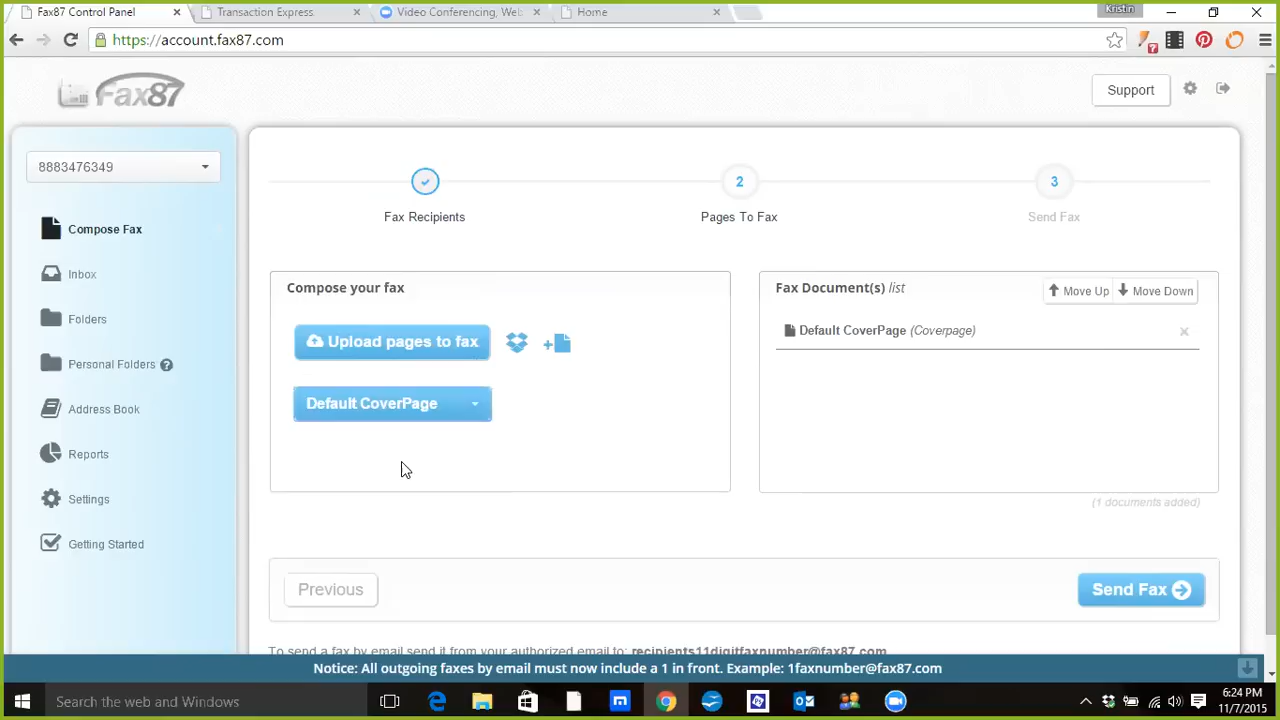 Fax87 Control Panel
Transaction Express
Video Conferencing, Web
Home
Kristin
https://account.fax87.com
?
Fax87
Support
8883476349
Compose Fax
Inbox
Folders
Personal Folders ?
Address Book
Reports
Settings
Getting Started
2
3
Fax Recipients
Pages To Fax
Send Fax
Compose your fax
Upload pages to fax
Default CoverPage
Fax Document(s) list
Move Up
Move Down
Default CoverPage (Coverpage)
(1 documents added)
Previous
Send Fax
To send a fax by email send it from your authorized email to: recipients11digitfaxnumber@fax87.com
Notice: All outgoing faxes by email must now include a 1 in front. Example: 1faxnumber@fax87.com
Search the web and Windows
6:24 PM
11/7/2015